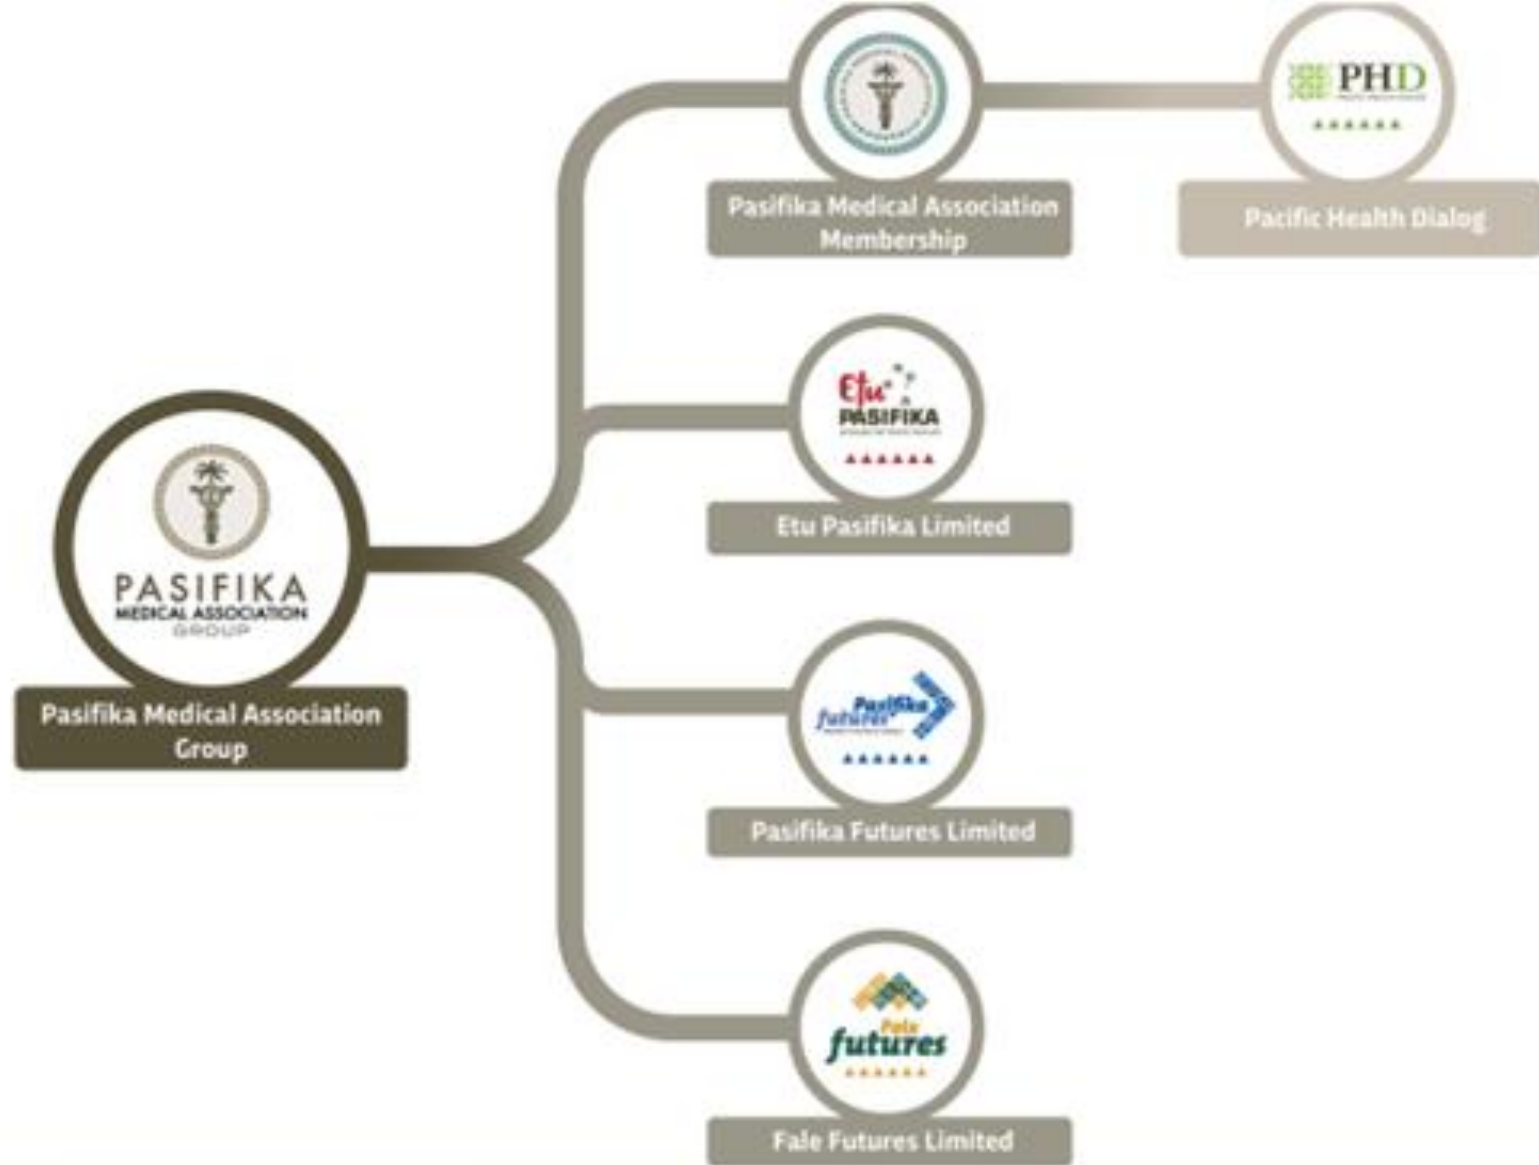 PHD
Pasifika Medical Association
Membership
Pacific Health Dialog
Etu
PASIFIKA
Etu Pasifika Limited
PASIFIKA
MEDICAL ASSOCIATION
GROUP
Pasifika Medical Association
Group
Pasifika
futures
Pasifika Futures Limited
Fale
futures
Fale Futures Limited